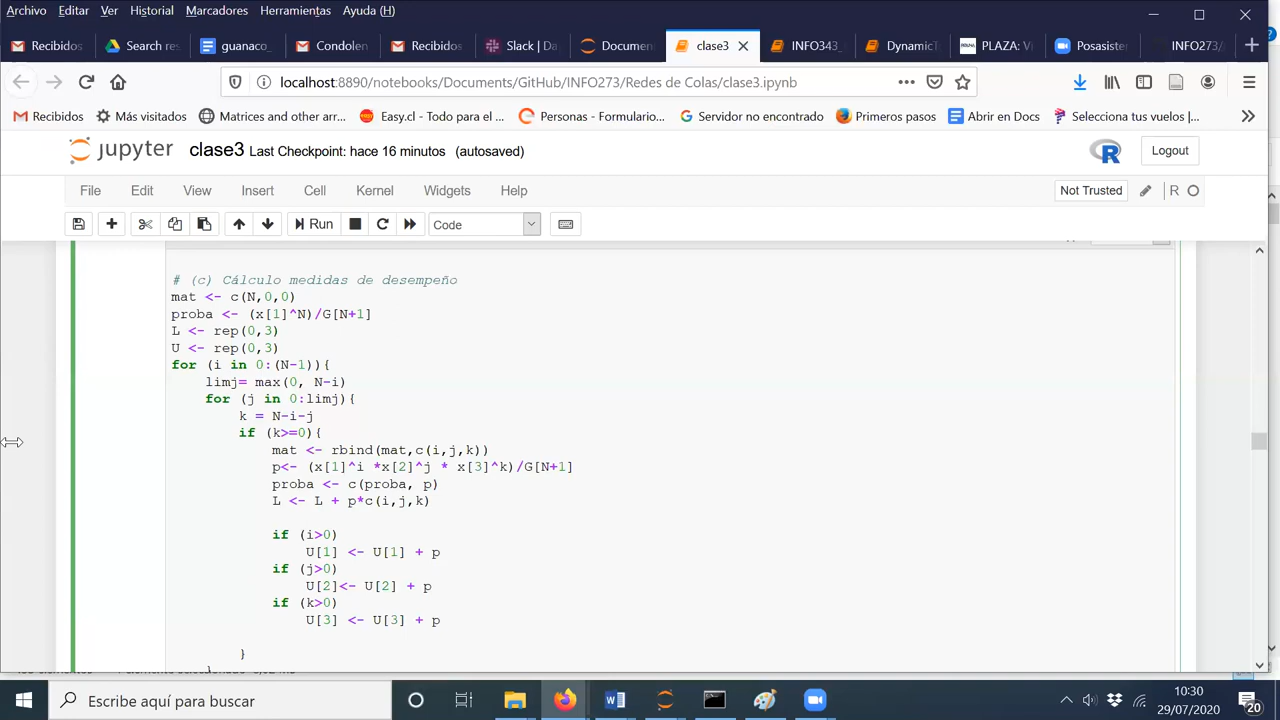 Archivo Editar Ver Historial Marcadores Herramientas Ayuda (H)
Recibidos Search res guanaco_ Condolen Recibidos Slack | Da Documen clase3 INFO343_ DynamicT PLAZA: Vi Posasiste INFO273/
localhost:8890/notebooks/Documents/GitHub/INFO273/Redes de Colas/clase3.ipynb
Recibidos Más visitados Matrices and other arr... Easy.cl - Todo para el t... Personas - Formulario... Servidor no encontrado Primeros pasos Abrir en Docs Selecciona tus vuelos |...
jupyter clase3 Last Checkpoint: hace 16 minutos (autosaved) R Logout
File Edit View Insert Cell Kernel Widgets Help Not Trusted R
Run Code
# (c) Cálculo medidas de desempeño
mat <- c(N,0,0)
proba <- (x[1]^N)/G[N+1]
L <- rep(0,3)
U <- rep(0,3)
for (i in 0:(N-1)){
limj= max(0, N-i)
for (j in 0:limj){
k = N-i-j
if (k>=0){
mat <- rbind(mat,c(i,j,k))
p<- (x[1]^i *x[2]^j * x[3]^k)/G[N+1]
proba <- c(proba, p)
L <- L + p*c(i,j,k)
if (i>0)
U[1] <- U[1] + p
if (j>0)
U[2]<- U[2] + p
if (k>0)
U[3] <- U[3] + p
}
}
Escribe aquí para buscar
10:30
29/07/2020
20